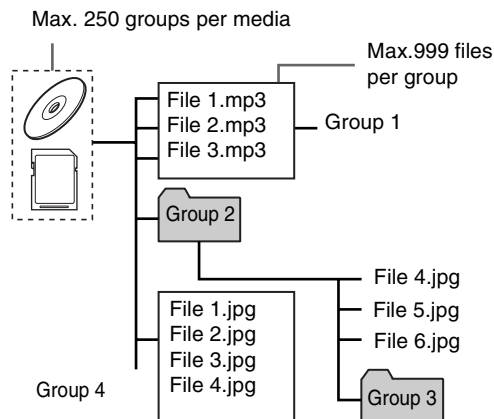 Max. 250 groups per media
Max.999 files
per group
File 1.mp3
File 2.mp3
File 3.mp3
Group 1
Group 2
File 4.jpg
File 5.jpg
File 6.jpg
Group 3
File 1.jpg
File 2.jpg
File 3.jpg
File 4.jpg
Group 4